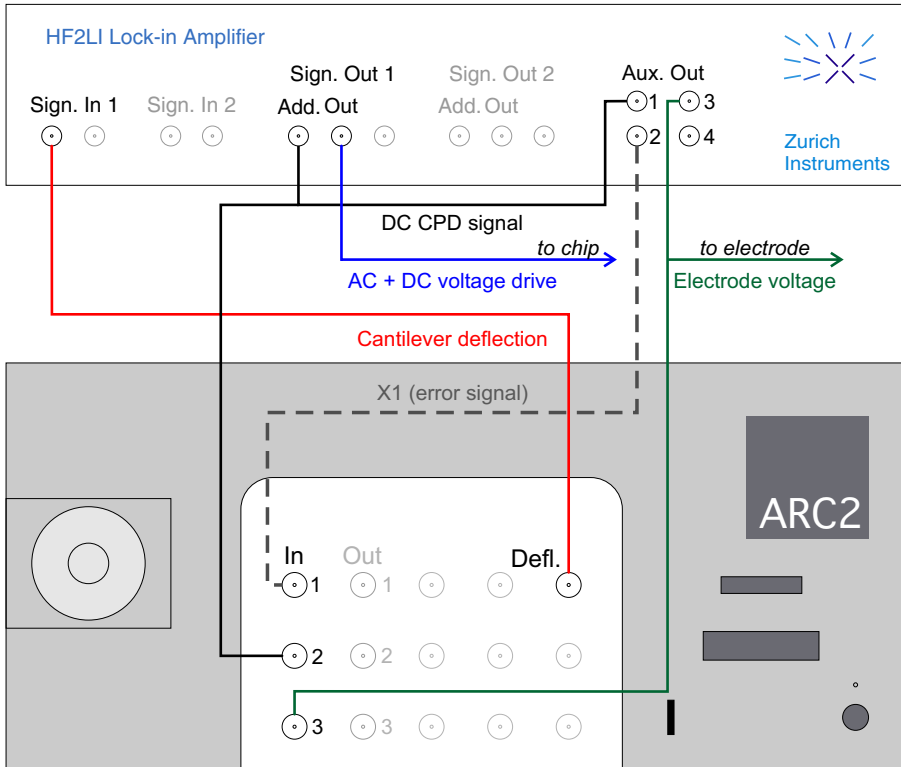 HF2LI Lock-in Amplifier
Sign. Out 1
Sign. Out 2
Aux. Out
Sign. In 1
Sign. In 2
Add. Out
Add. Out
1
3
2
4
Zurich
Instruments
DC CPD signal
to chip
to electrode
AC + DC voltage drive
Electrode voltage
Cantilever deflection
X1 (error signal)
ARC2
In
Out
Defl.
1
1
2
2
3
3